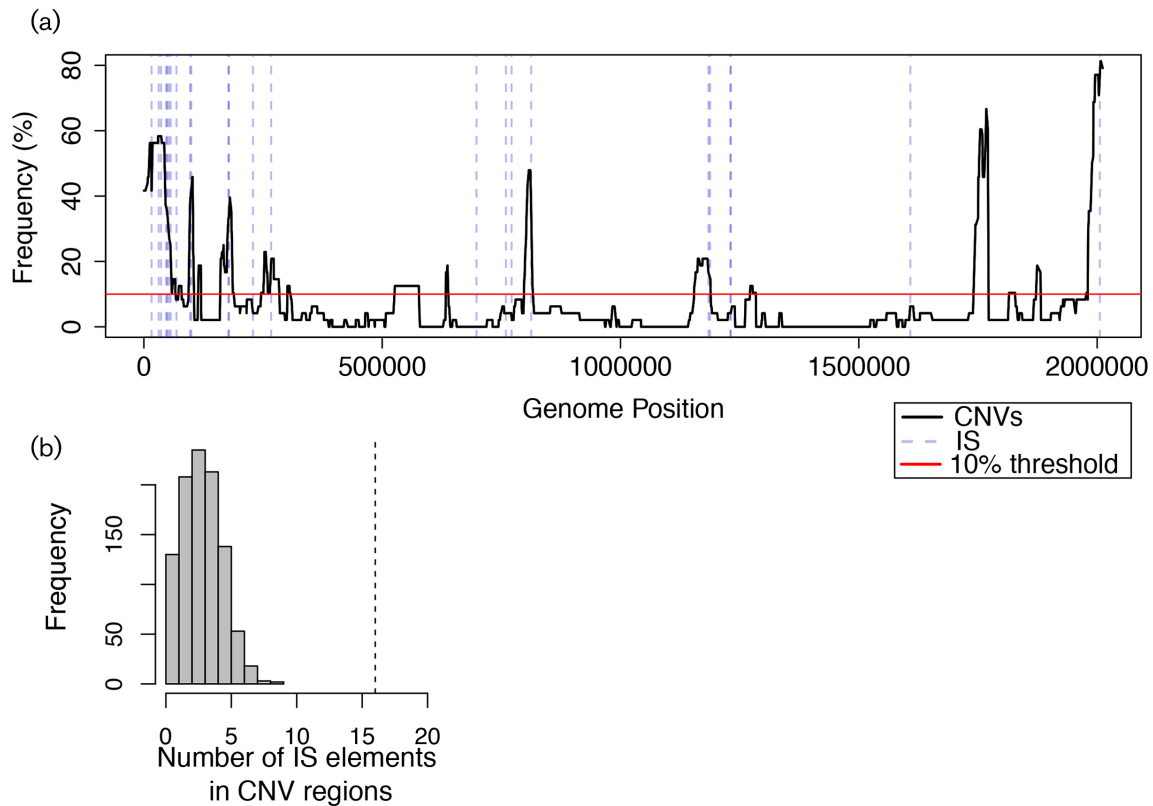 (a)
Frequency (%)
80
60
40
20
0
0 500000 1000000 1500000 2000000
Genome Position
CNVs
IS
10% threshold
(b)
Frequency
150
50
0
0 5 10 15 20
Number of IS elements
in CNV regions